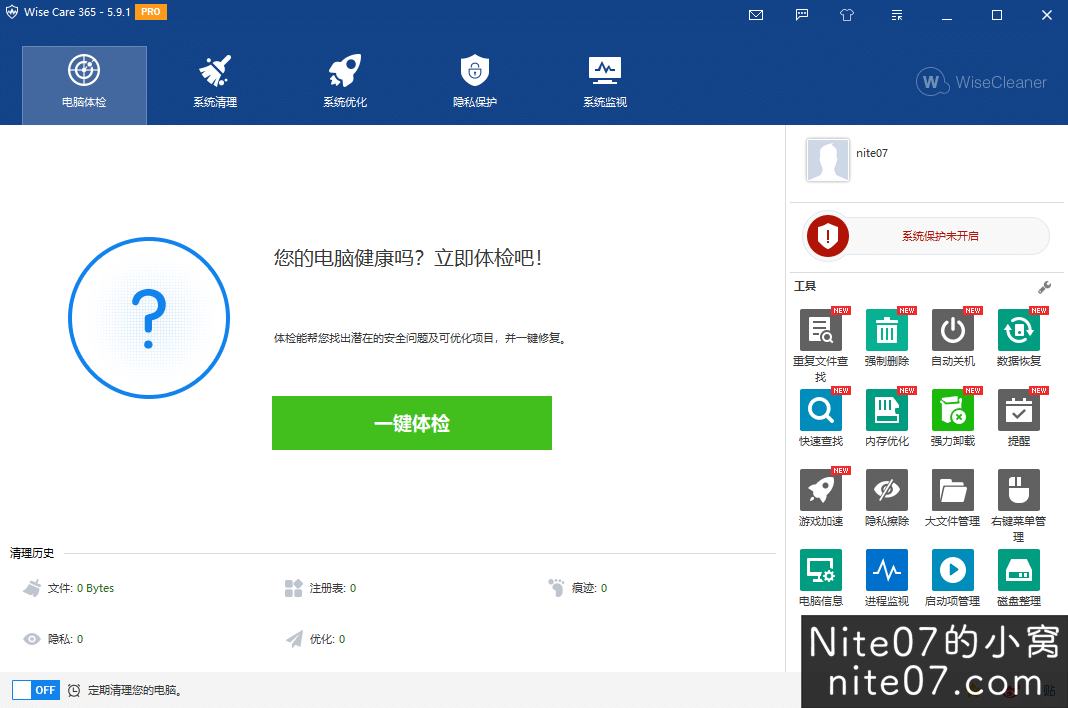 Wise Care 365 - 5.9.1 PRO
电脑体检
系统清理
系统优化
隐私保护
系统监视
W WiseCleaner
nite07
系统保护未开启
您的电脑健康吗？立即体检吧！
体检能帮您找出潜在的安全问题及可优化项目，并一键修复。
一键体检
工具
NEW
NEW
NEW
NEW
重复文件查
找
强制删除
自动关机
数据恢复
NEW
NEW
NEW
NEW
快速查找
内存优化
强力卸载
提醒
NEW
游戏加速
隐私擦除
大文件管理
右键菜单管
理
电脑信息
进程监视
启动项管理
磁盘整理
清理历史
文件: 0 Bytes
注册表: 0
痕迹: 0
隐私: 0
优化: 0
OFF 定期清理您的电脑。
Nite07的小窝
nite07.com
贴